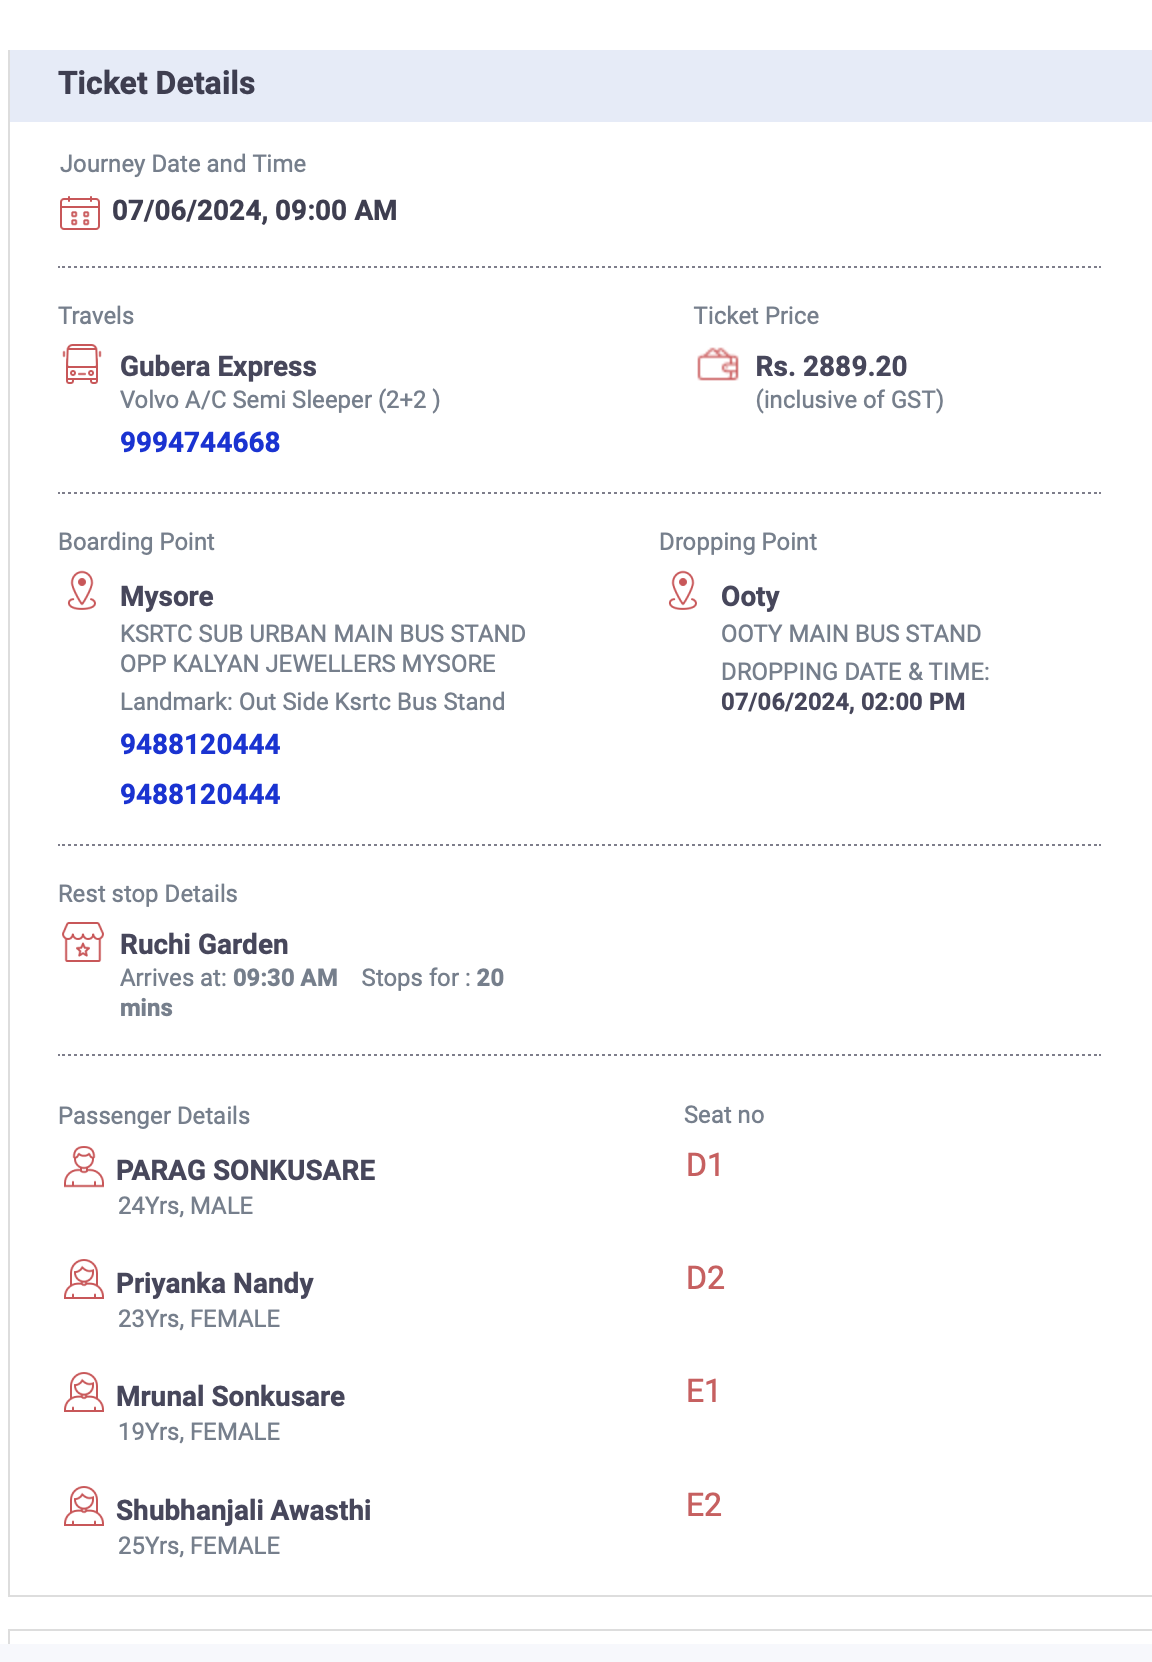 Ticket Details
Journey Date and Time
07/06/2024, 09:00 AM
Travels
Gubera Express
Volvo A/C Semi Sleeper (2+2 )
9994744668
Ticket Price
Rs. 2889.20
(inclusive of GST)
Boarding Point
Mysore
KSRTC SUB URBAN MAIN BUS STAND
OPP KALYAN JEWELLERS MYSORE
Landmark: Out Side Ksrtc Bus Stand
9488120444
9488120444
Dropping Point
Ooty
OOTY MAIN BUS STAND
DROPPING DATE & TIME:
07/06/2024, 02:00 PM
Rest stop Details
Ruchi Garden
Arrives at: 09:30 AM Stops for : 20
mins
Passenger Details Seat no
PARAG SONKUSARE D1
24Yrs, MALE
Priyanka Nandy D2
23Yrs, FEMALE
Mrunal Sonkusare E1
19Yrs, FEMALE
Shubhanjali Awasthi E2
25Yrs, FEMALE